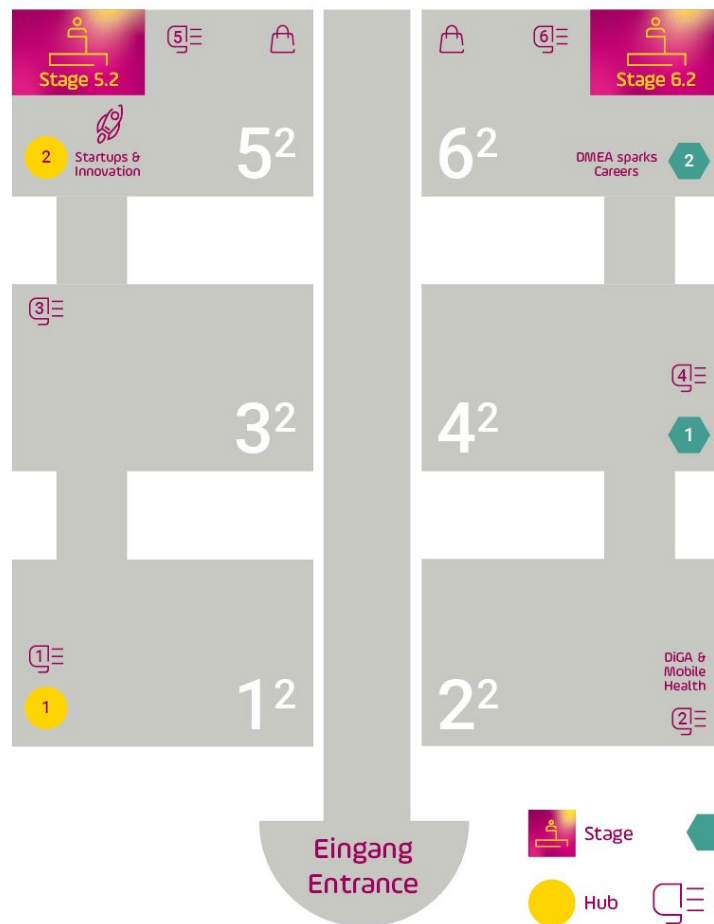 Stage 5.2
5
6
Stage 6.2
2
Startups &
Innovation
5²
6²
DMEA sparks
Careers
2
3
3²
4
4²
1
1
1
1²
DiGA &
Mobile
Health
2
2²
Eingang
Entrance
Stage
Hub